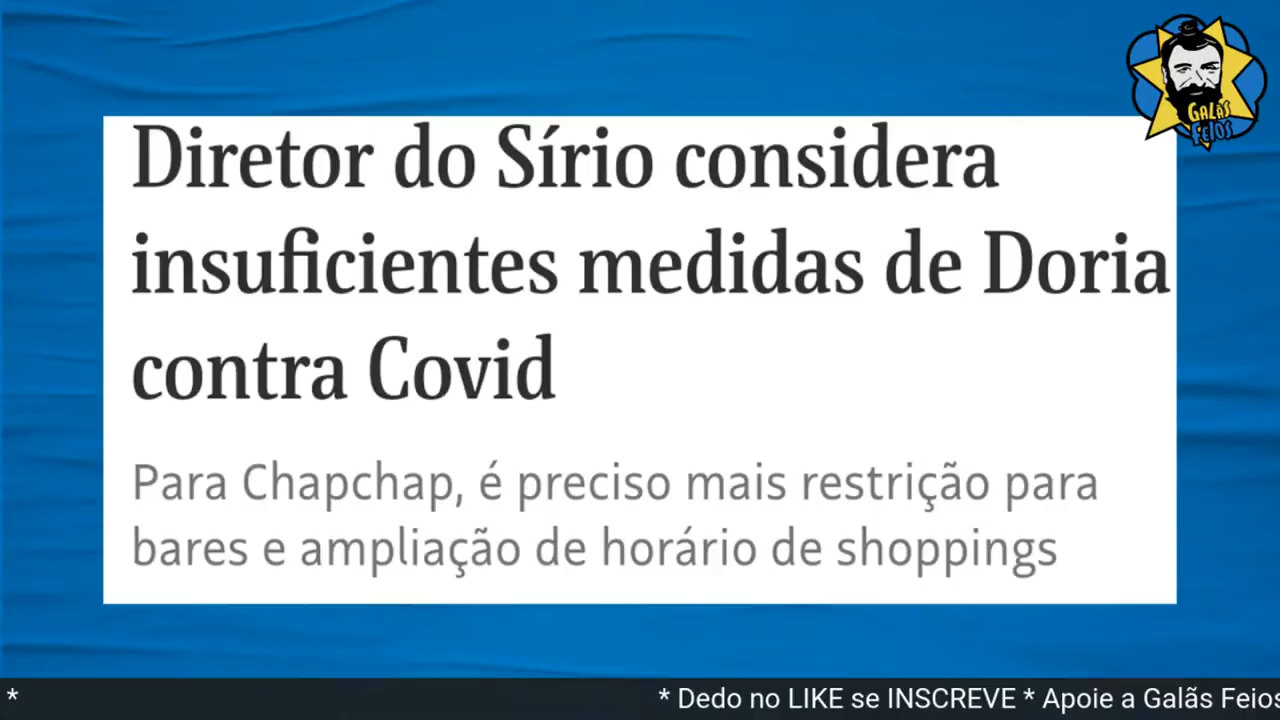 GALÃS
FEIOS
Diretor do Sírio considera
insuficientes medidas de Doria
contra Covid
Para Chapchap, é preciso mais restrição para
bares e ampliação de horário de shoppings
* * Dedo no LIKE se INSCREVE * Apoie a Galãs Feios